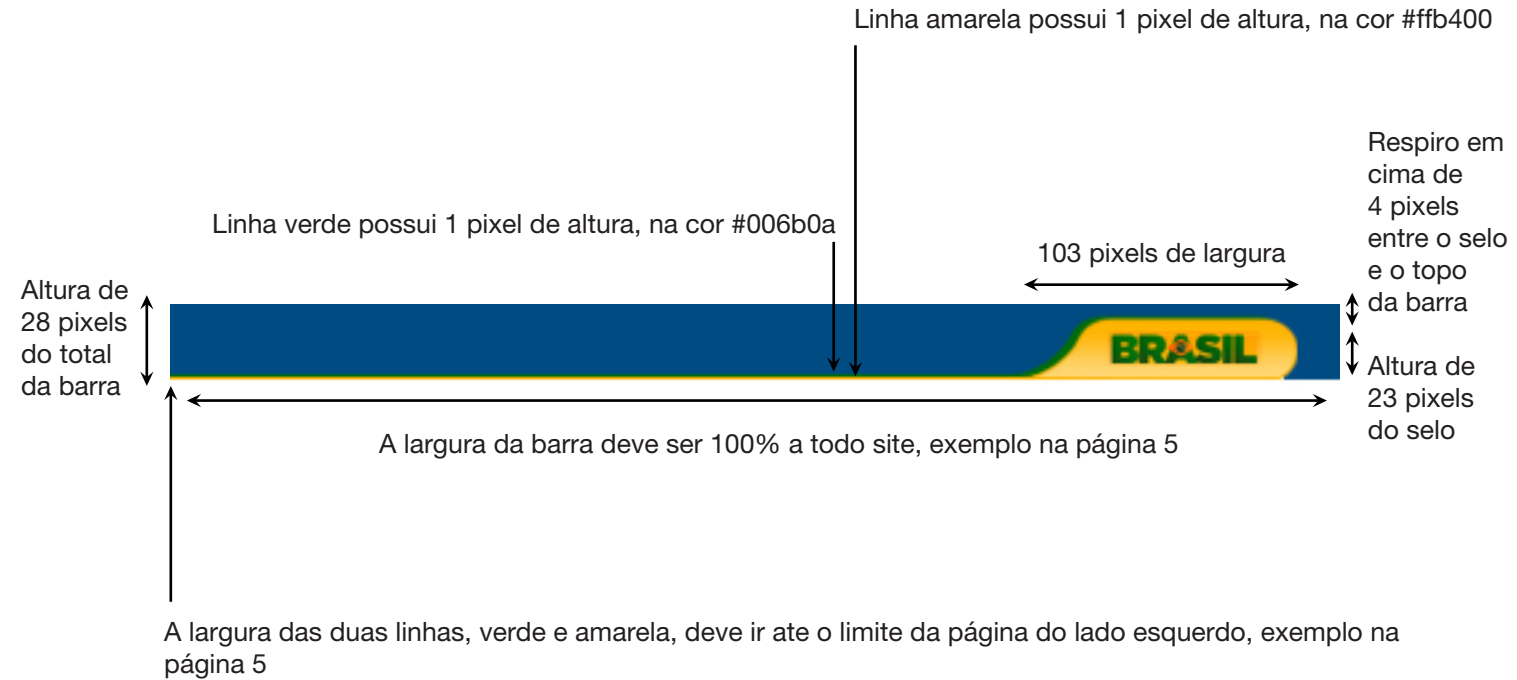 Linha amarela possui 1 pixel de altura, na cor #ffb400
Respiro em
cima de
4 pixels
entre o selo
e o topo
da barra
Linha verde possui 1 pixel de altura, na cor #006b0a
103 pixels de largura
Altura de
28 pixels
do total
da barra
BRASIL
Altura de
23 pixels
do selo
A largura da barra deve ser 100% a todo site, exemplo na página 5
A largura das duas linhas, verde e amarela, deve ir ate o limite da página do lado esquerdo, exemplo na
página 5